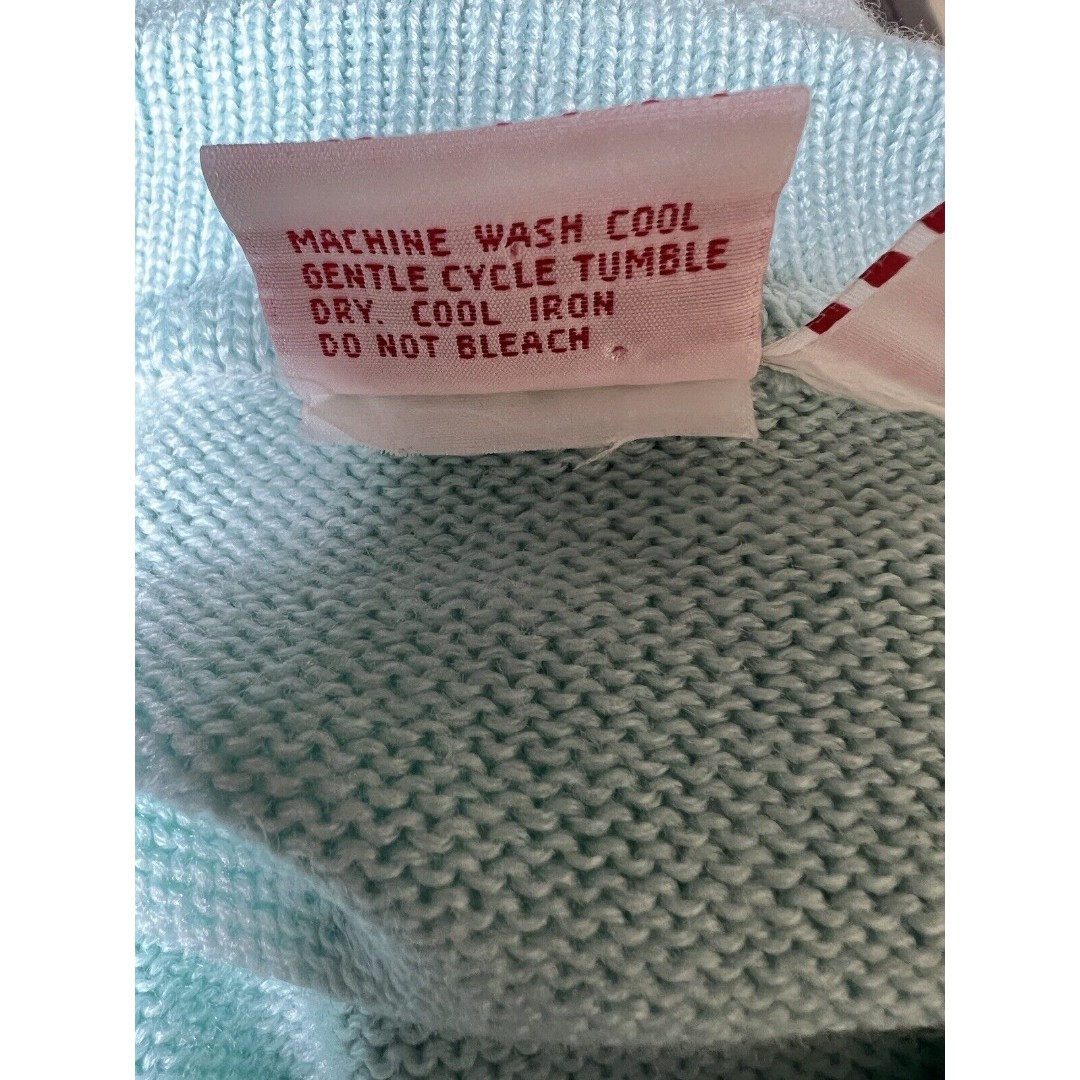 MACHINE WASH COOL
GENTLE CYCLE TUMBLE
DRY. COOL IRON
DO NOT BLEACH.